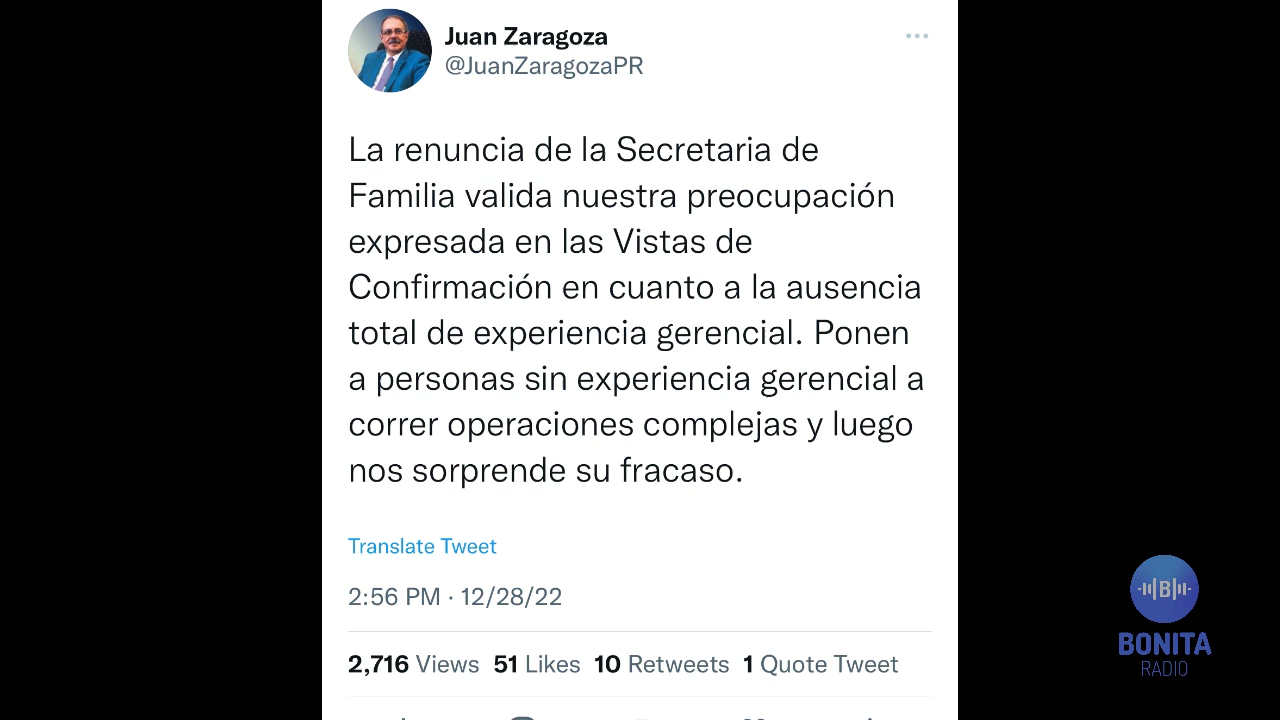 Juan Zaragoza
@JuanZaragozaPR
La renuncia de la Secretaria de
Familia valida nuestra preocupación
expresada en las Vistas de
Confirmación en cuanto a la ausencia
total de experiencia gerencial. Ponen
a personas sin experiencia gerencial a
correr operaciones complejas y luego
nos sorprende su fracaso.
Translate Tweet
2:56 PM · 12/28/22
2,716 Views 51 Likes 10 Retweets 1 Quote Tweet
B
BONITA
RADIO